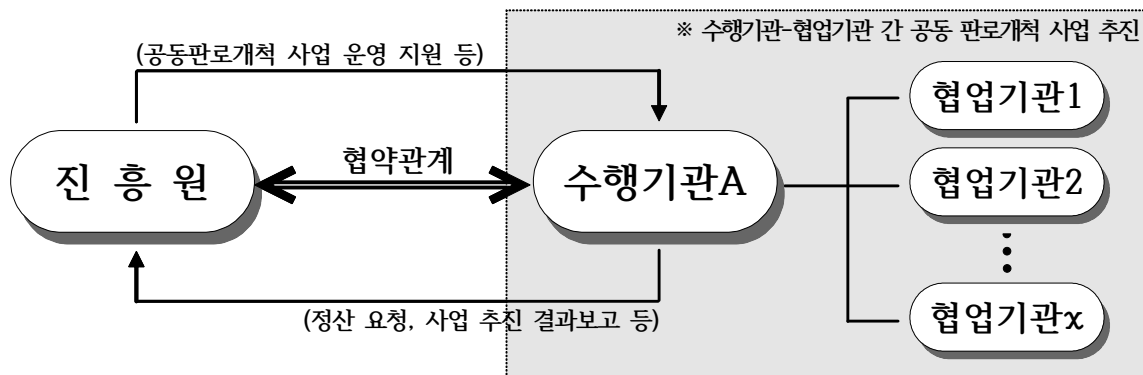 ※ 수행기관-협업기관 간 공동 판로개척 사업 추진
(공동판로개척 사업 운영 지원 등)
협업기관1
진 흥 원
협약관계
수행기관A
협업기관2
협업기관x
(정산 요청, 사업 추진 결과보고 등)